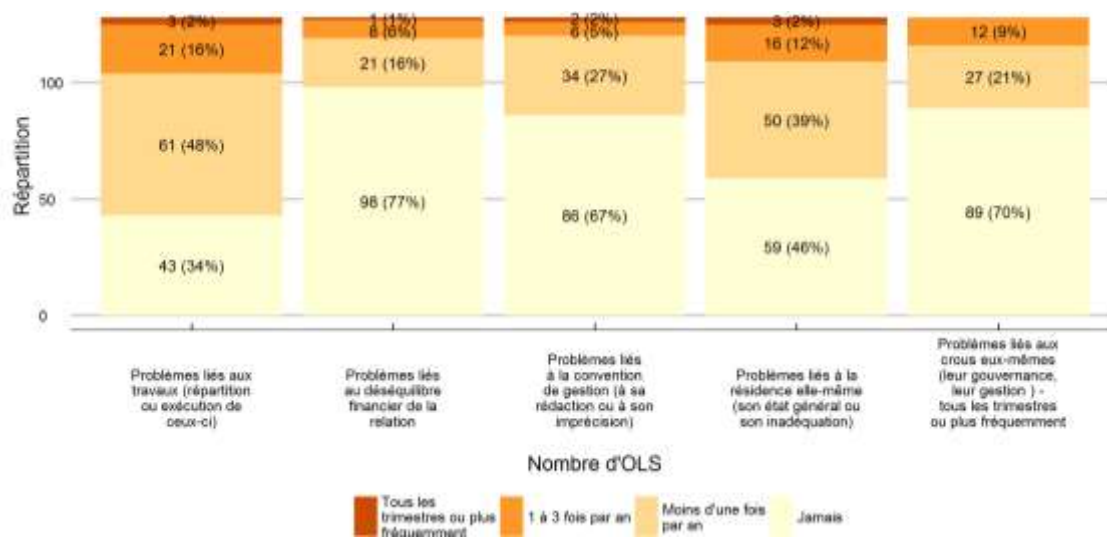 3 (2%)
1 (1%)
2 (2%)
3 (2%)
21 (16%)
8 (6%)
6 (5%)
16 (12%)
12 (9%)
100
21 (16%)
34 (27%)
27 (21%)
61 (48%)
50 (39%)
Répartition
50
98 (77%)
86 (67%)
89 (70%)
43 (34%)
59 (46%)
0
Problèmes liés aux
travaux (répartition
ou exécution de
ceux-ci)
Problèmes liés
au déséquilibre
financier de la
relation
Problèmes liés
à la convention
de gestion (à sa
rédaction ou à son
imprécision)
Problèmes liés à la
résidence elle-même
(son état général ou
son inadéquation)
Problèmes liés aux
crous eux-mêmes
(leur gouvernance,
leur gestion ) -
tous les trimestres
ou plus fréquemment
Nombre d'OLS
Tous les
trimestres ou plus
fréquemment
1 à 3 fois par an
Moins d'une fois
par an
Jamais